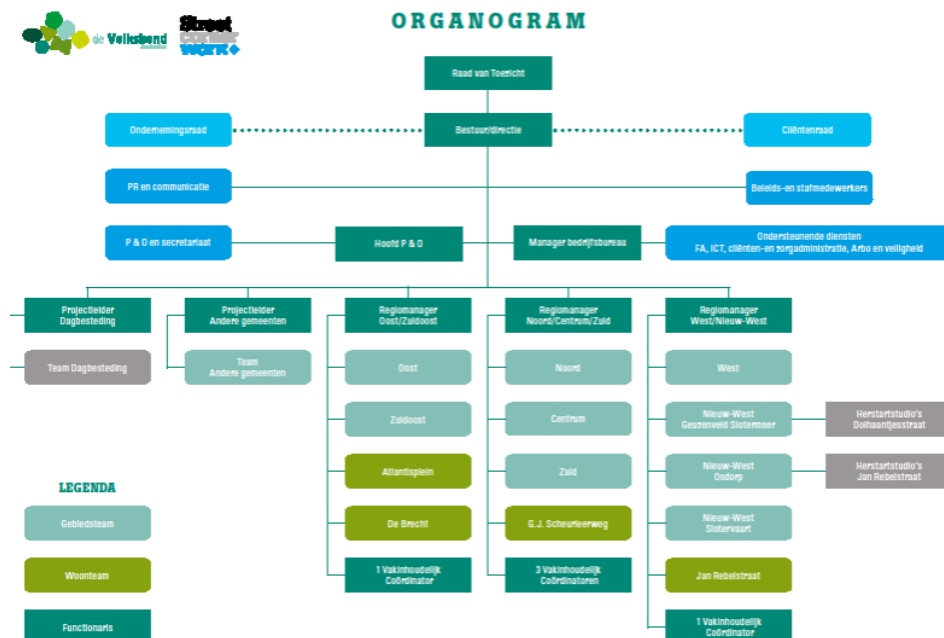 ORGANOGRAM
de Volksbond
Street
corner
work
Raad van Toezicht
Ondernemingsraad
Bestuur/directie
Cliëntenraad
PR en communicatie
Beleids-en stafmedewerkers
P & O en secretariaat
Hoofd P & O
Manager bedrijfsbureau
Ondersteunende diensten
FA, ICT, cliënten-en zorgadministratie, Arbo en veiligheid
Projectleider
Dagbesteding
Projectleider
Andere gemeenten
Regiomanager
Oost/Zuidoost
Regiomanager
Noord/Centrum/Zuid
Regiomanager
West/Nieuw-West
Team Dagbesteding
Team
Andere gemeenten
Oost
Noord
West
Zuidoost
Centrum
Nieuw-West
Geuzenveld Slotermeer
Herstartstudio's
Dolhaantjesstraat
Atlantisplein
Zuid
Nieuw-West
Osdorp
Herstartstudio's
Jan Rebelstraat
De Brecht
G.J. Scheurleerweg
Nieuw-West
Slotervaart
1 Vakinhoudelijk
Coördinator
3 Vakinhoudelijk
Coördinatoren
Jan Rebelstraat
1 Vakinhoudelijk
Coördinator
LEGENDA
Gebiedsteam
Woonteam
Functionaris